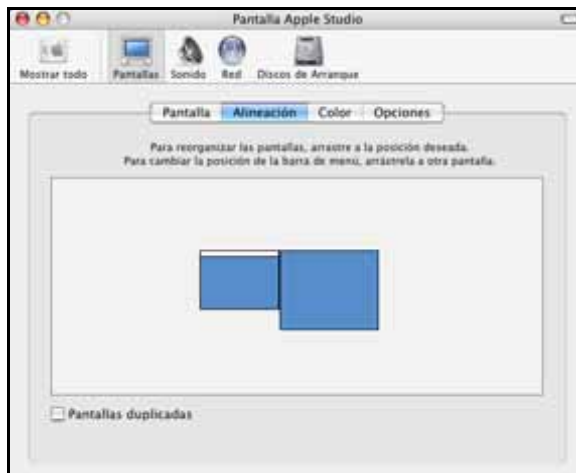 Pantalla Apple Studio
Mostrar todo Pantallas Sonido Red Discos de Arranque
Pantalla Alineación Color Opciones
Para reorganizar las pantallas, arrastre a la posición deseada.
Para cambiar la posición de la barra de menú, arrástrela a otra pantalla.
Pantallas duplicadas